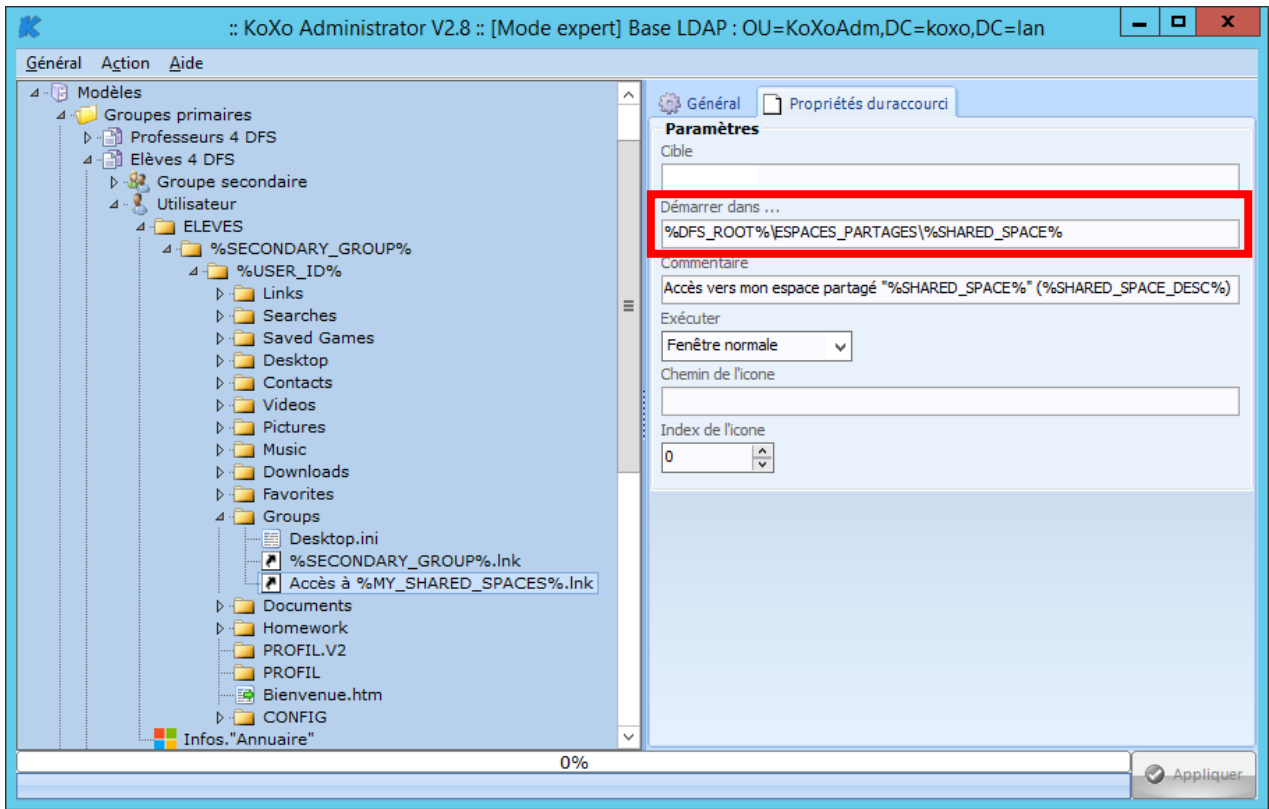 :: KoXo Administrator V2.8 :: [Mode expert] Base LDAP : OU=KoXoAdm,DC=koxo,DC=lan
Général Action Aide
Modèles
Groupes primaires
Professeurs 4 DFS
Elèves 4 DFS
Groupe secondaire
Utilisateur
ELEVES
%SECONDARY_GROUP%
%USER_ID%
Links
Searches
Saved Games
Desktop
Contacts
Videos
Pictures
Music
Downloads
Favorites
Groups
Desktop.ini
%SECONDARY_GROUP%.lnk
Accès à %MY_SHARED_SPACES%.lnk
Documents
Homework
PROFIL.V2
PROFIL
Bienvenue.htm
CONFIG
Infos."Annuaire"
Général Propriétés du raccourci
Paramètres
Cible
Démarrer dans ...
%DFS_ROOT%\ESPACES_PARTAGES\%SHARED_SPACE%
Commentaire
Accès vers mon espace partagé "%SHARED_SPACE%" (%SHARED_SPACE_DESC%)
Exécuter
Fenêtre normale
Chemin de l'icone
Index de l'icone
0
0%
Appliquer